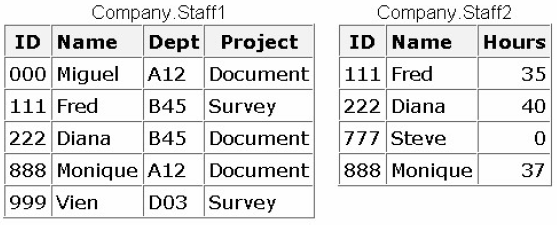 Company.Staff1
ID Name Dept Project
000 Miguel A12 Document
111 Fred B45 Survey
222 Diana B45 Document
888 Monique A12 Document
999 Vien D03 Survey
Company.Staff2
ID Name Hours
111 Fred 35
222 Diana 40
777 Steve 0
888 Monique 37